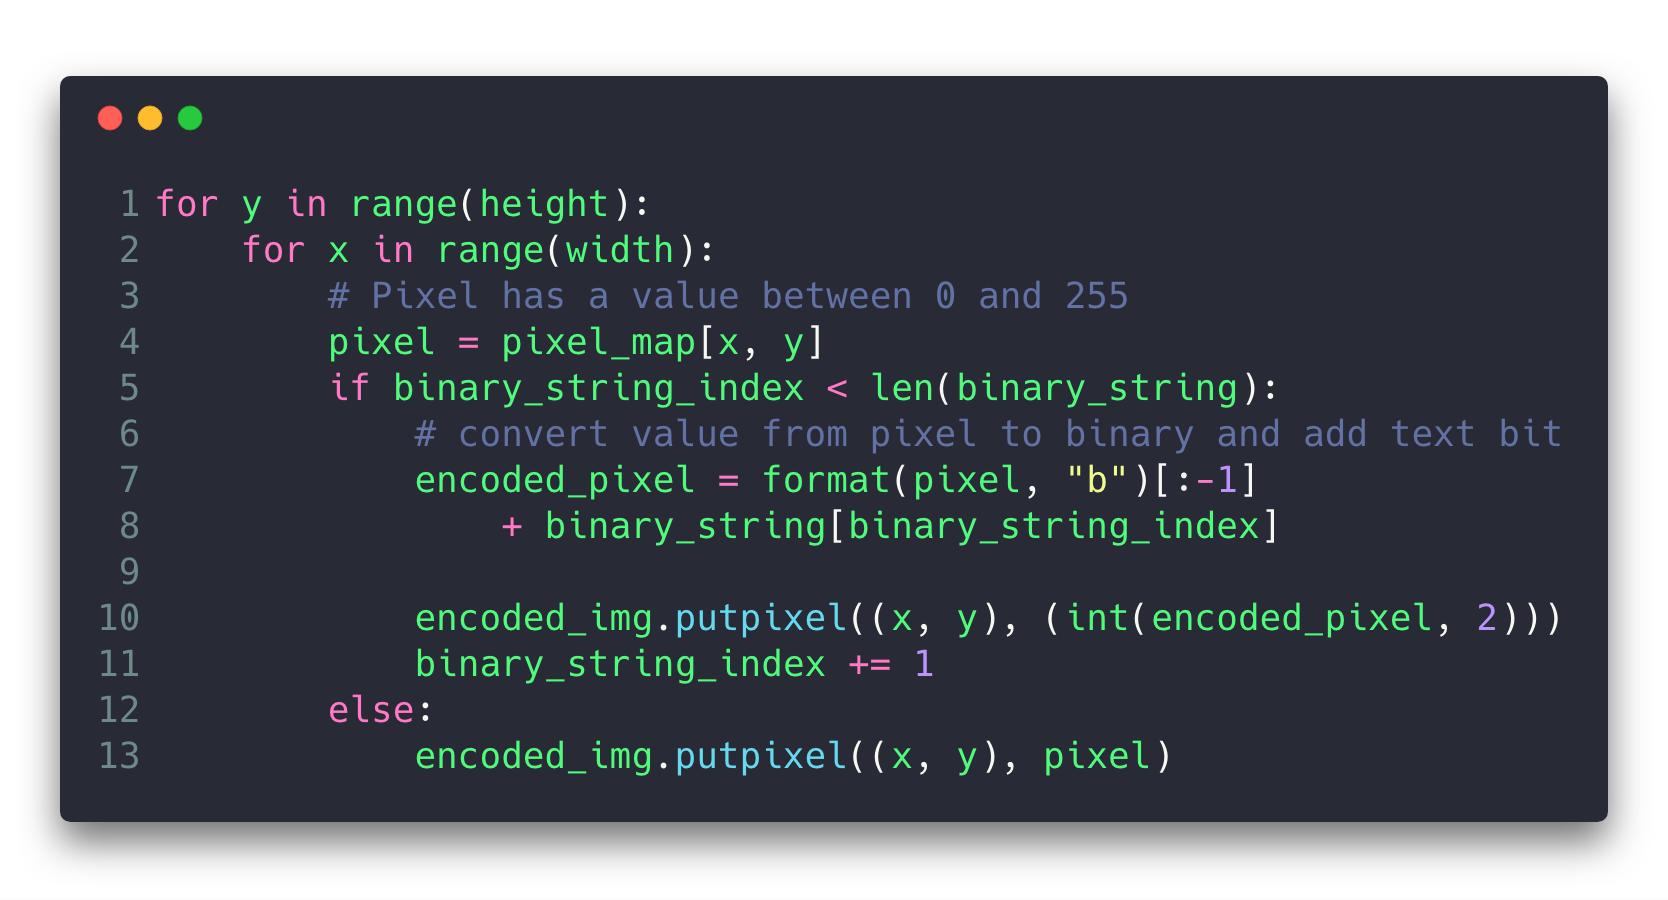 1 for y in range(height):
2     for x in range(width):
3         # Pixel has a value between 0 and 255
4         pixel = pixel_map[x, y]
5         if binary_string_index < len(binary_string):
6             # convert value from pixel to binary and add text bit
7             encoded_pixel = format(pixel, "b")[:-1]
8                 + binary_string[binary_string_index]
9
10             encoded_img.putpixel((x, y), (int(encoded_pixel, 2)))
11             binary_string_index += 1
12         else:
13             encoded_img.putpixel((x, y), pixel)